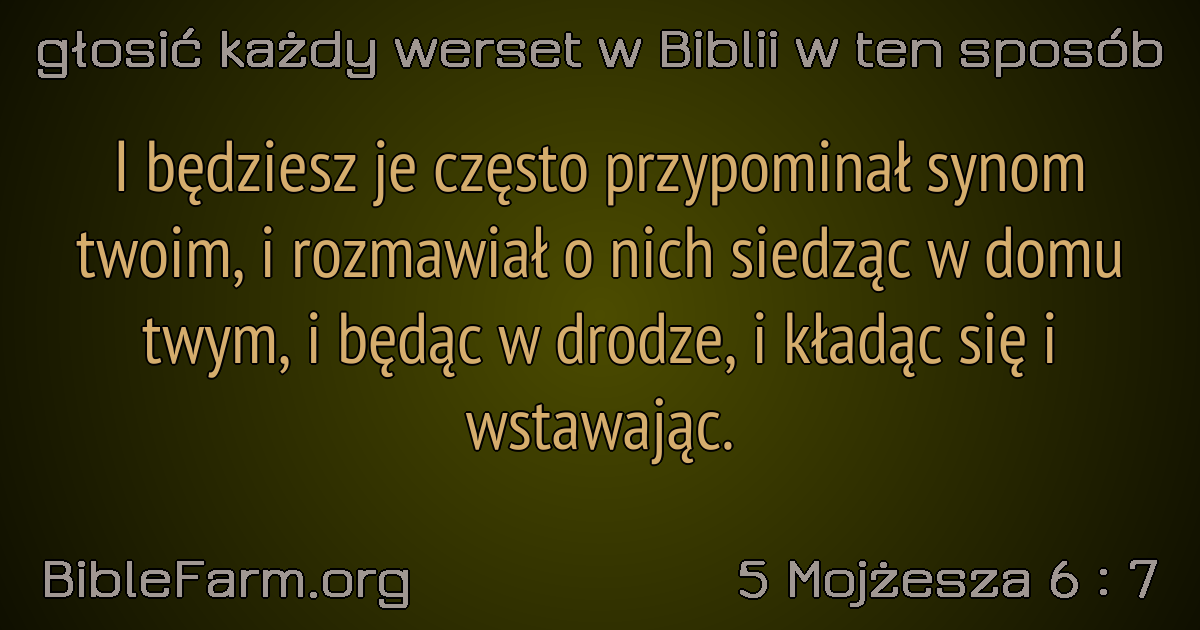 głosić każdy werset w Biblii w ten sposób
I będziesz je często przypominał synom
twoim, i rozmawiał o nich siedząc w domu
twym, i będąc w drodze, i kładąc się i
wstawając.
BibleFarm.org
5 Mojżesza 6 : 7